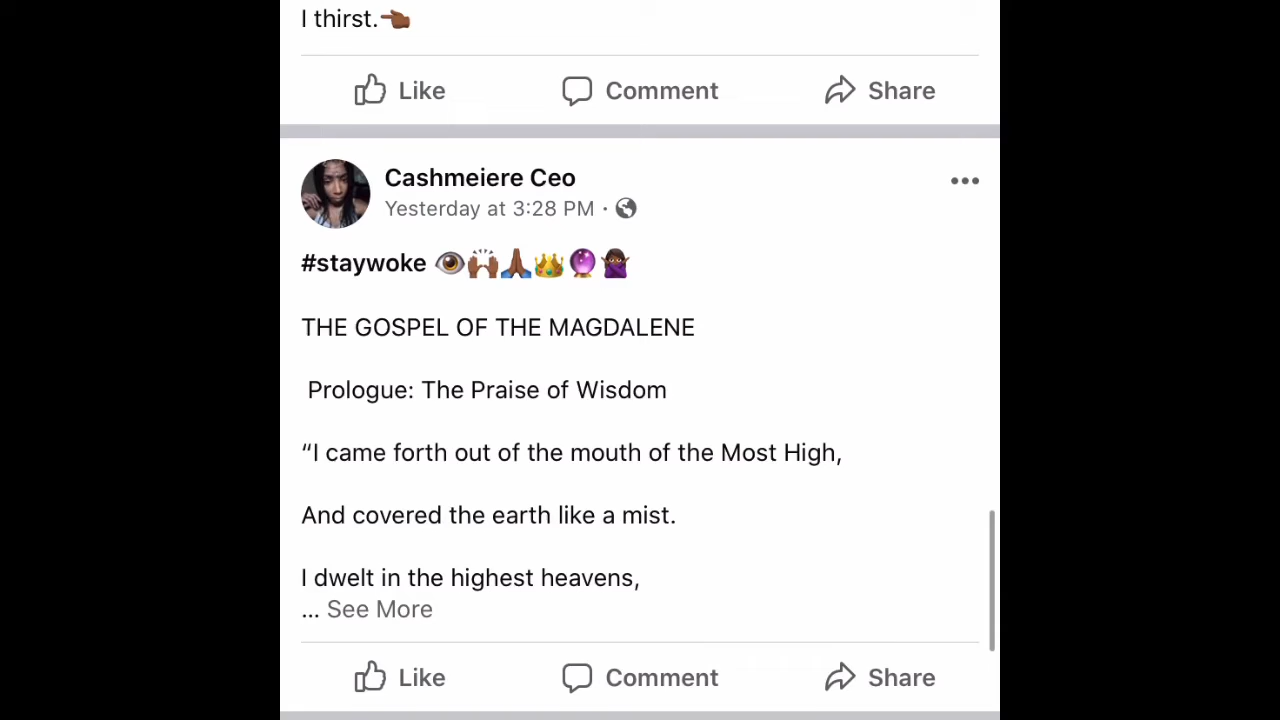 I thirst.👈🏾
Like Comment Share
Cashmeiere Ceo
Yesterday at 3:28 PM ·
#staywoke 👁🙌🏾🙏🏾👑🔮🙅🏾‍♀️
THE GOSPEL OF THE MAGDALENE
Prologue: The Praise of Wisdom
“I came forth out of the mouth of the Most High,
And covered the earth like a mist.
I dwelt in the highest heavens,
... See More
Like Comment Share